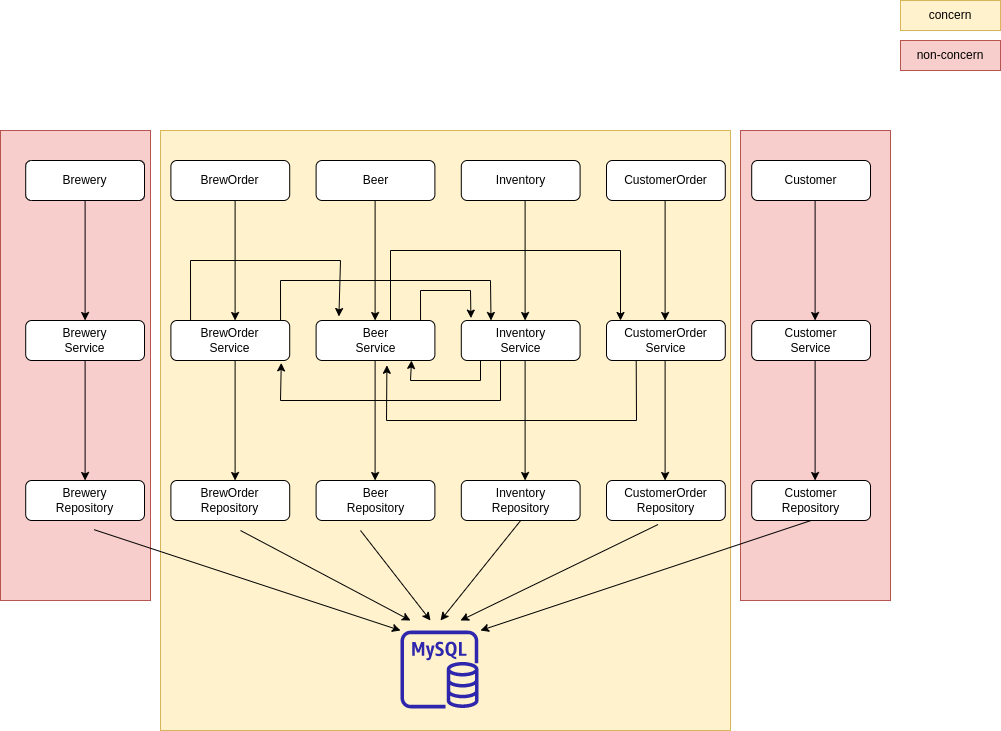 concern
non-concern
Brewery
BrewOrder
Beer
Inventory
CustomerOrder
Customer
Brewery
Service
BrewOrder
Service
Beer
Service
Inventory
Service
CustomerOrder
Service
Customer
Service
Brewery
Repository
BrewOrder
Repository
Beer
Repository
Inventory
Repository
CustomerOrder
Repository
Customer
Repository
MySQL